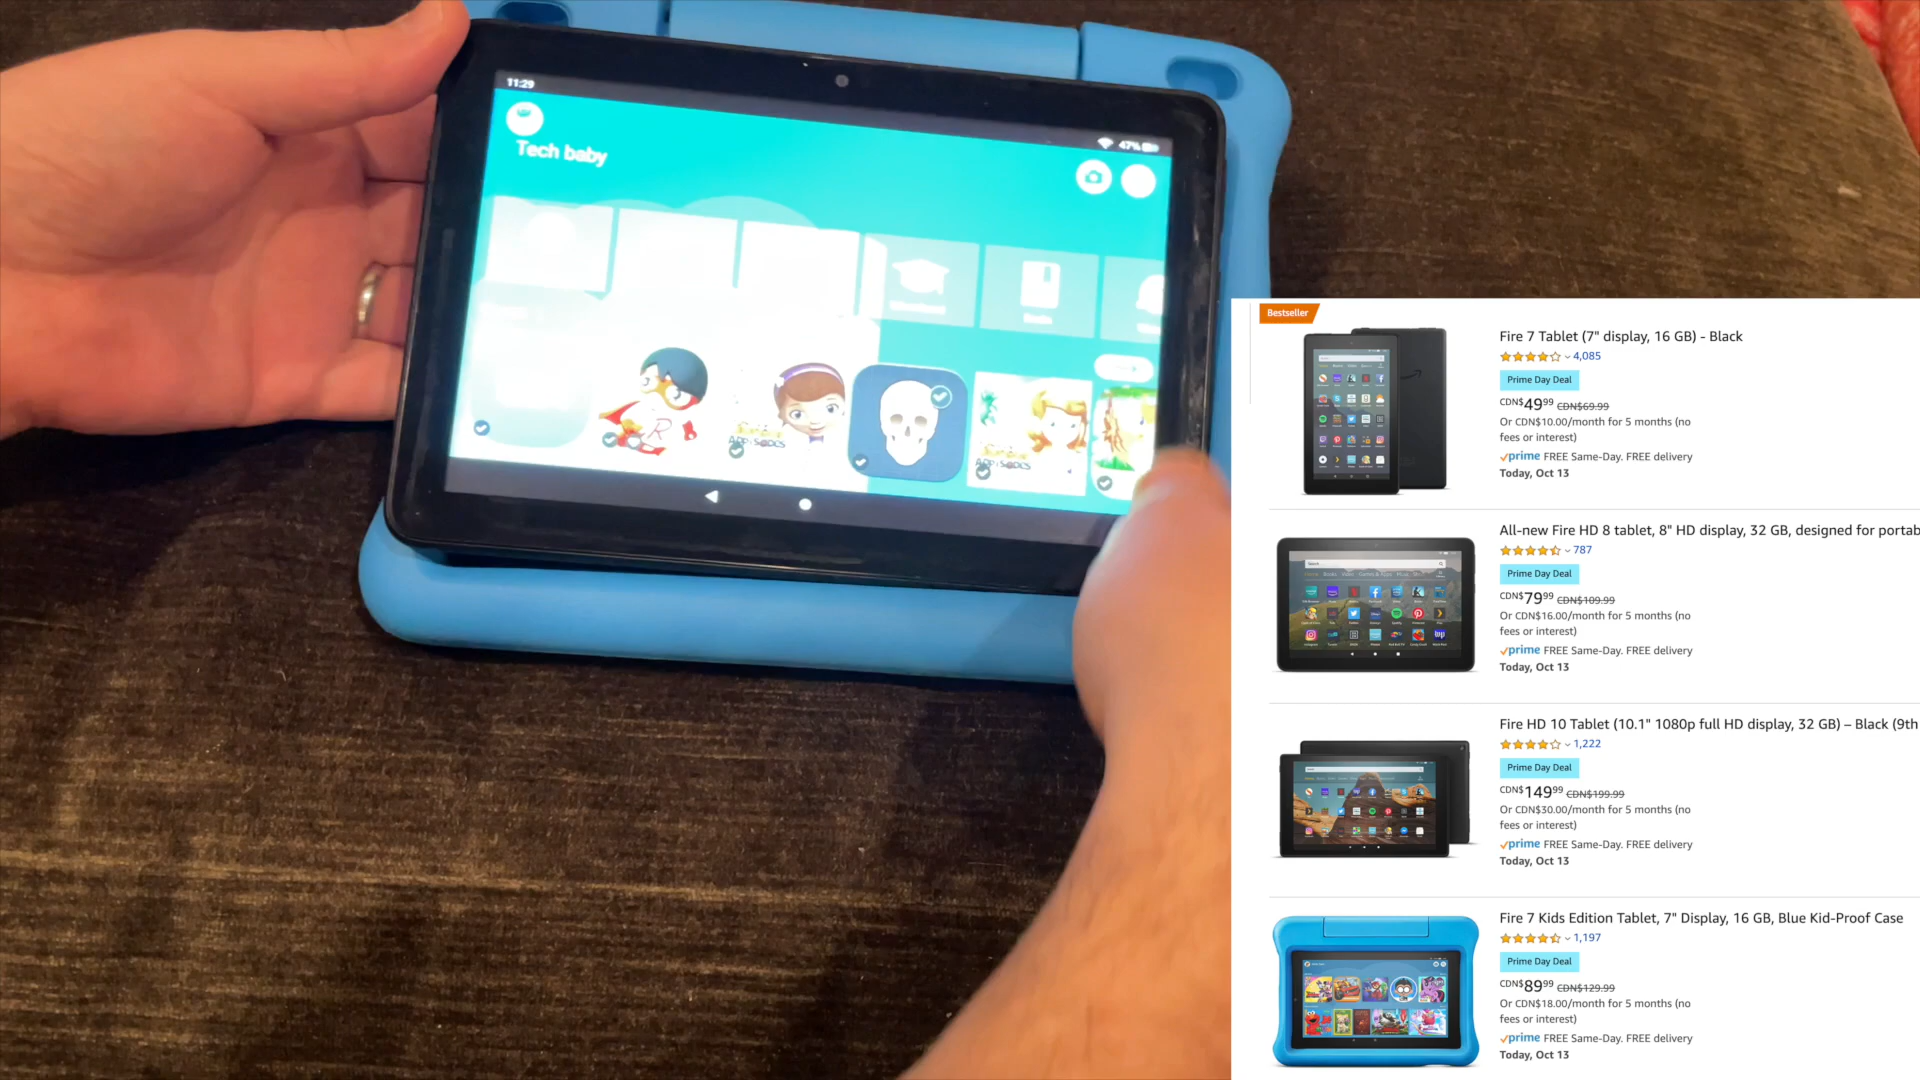 11:29
47%
Tech baby
APPISODES
APPISODES
Bestseller
Fire 7 Tablet (7" display, 16 GB) - Black
4,085
Prime Day Deal
CDN$49⁹⁹ CDN$69.99
Or CDN$10.00/month for 5 months (no
fees or interest)
prime FREE Same-Day. FREE delivery
Today, Oct 13
All-new Fire HD 8 tablet, 8" HD display, 32 GB, designed for portab
787
Prime Day Deal
CDN$79⁹⁹ CDN$109.99
Or CDN$16.00/month for 5 months (no
fees or interest)
prime FREE Same-Day. FREE delivery
Today, Oct 13
Fire HD 10 Tablet (10.1" 1080p full HD display, 32 GB) – Black (9th
1,222
Prime Day Deal
CDN$149⁹⁹ CDN$199.99
Or CDN$30.00/month for 5 months (no
fees or interest)
prime FREE Same-Day. FREE delivery
Today, Oct 13
Fire 7 Kids Edition Tablet, 7" Display, 16 GB, Blue Kid-Proof Case
1,197
Prime Day Deal
CDN$89⁹⁹ CDN$129.99
Or CDN$18.00/month for 5 months (no
fees or interest)
prime FREE Same-Day. FREE delivery
Today, Oct 13